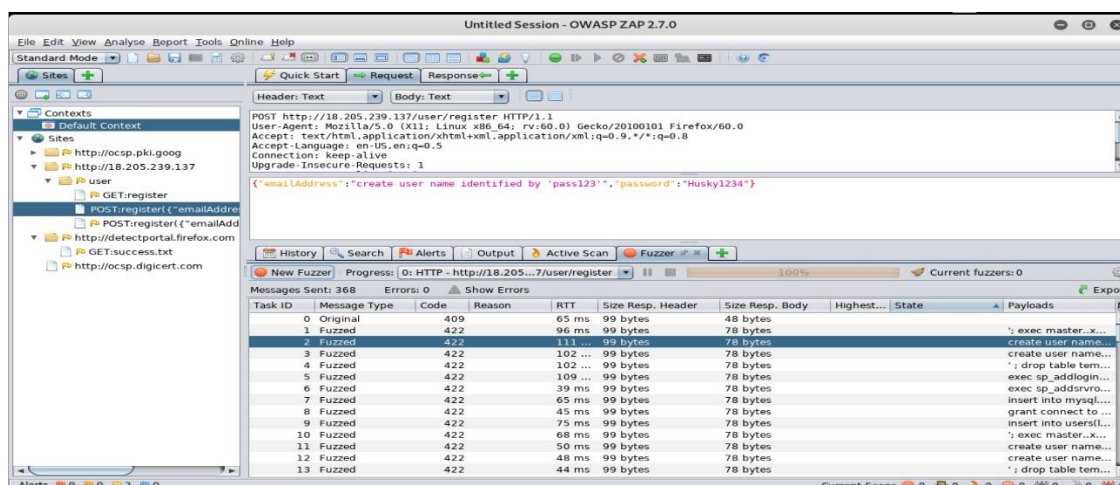 Untitled Session - OWASP ZAP 2.7.0
File Edit View Analyse Report Tools Online Help
Standard Mode
Sites
Quick Start Request Response
Header: Text Body: Text
Contexts
Default Context
Sites
http://ocsp.pki.goog
http://18.205.239.137
user
GET:register
POST:register({"emailAddre
POST:register({"emailAdd
http://detectportal.firefox.com
GET:success.txt
http://ocsp.digicert.com
POST http://18.205.239.137/user/register HTTP/1.1
User-Agent: Mozilla/5.0 (X11; Linux x86_64; rv:60.0) Gecko/20100101 Firefox/60.0
Accept: text/html,application/xhtml+xml,application/xml;q=0.9,*/*;q=0.8
Accept-Language: en-US,en;q=0.5
Connection: keep-alive
Upgrade-Insecure-Requests: 1
{"emailAddress":"create user name identified by 'pass123'","password":"Husky1234"}
History Search Alerts Output Active Scan Fuzzer
New Fuzzer Progress: 0: HTTP - http://18.205...7/user/register 100% Current fuzzers: 0
Messages Sent: 368 Errors: 0 Show Errors Expo
Task ID Message Type Code Reason RTT Size Resp. Header Size Resp. Body Highest... State Payloads
0 Original 409 65 ms 99 bytes 48 bytes
1 Fuzzed 422 96 ms 99 bytes 78 bytes '; exec master..x...
2 Fuzzed 422 111 ... 99 bytes 78 bytes create user name...
3 Fuzzed 422 102 ... 99 bytes 78 bytes create user name...
4 Fuzzed 422 102 ... 99 bytes 78 bytes ' ; drop table tem...
5 Fuzzed 422 109 ... 99 bytes 78 bytes exec sp_addlogin...
6 Fuzzed 422 39 ms 99 bytes 78 bytes exec sp_addsrvro...
7 Fuzzed 422 65 ms 99 bytes 78 bytes insert into mysql....
8 Fuzzed 422 45 ms 99 bytes 78 bytes grant connect to ...
9 Fuzzed 422 75 ms 99 bytes 78 bytes insert into users(l...
10 Fuzzed 422 68 ms 99 bytes 78 bytes '; exec master..x...
11 Fuzzed 422 50 ms 99 bytes 78 bytes create user name...
12 Fuzzed 422 48 ms 99 bytes 78 bytes create user name...
13 Fuzzed 422 44 ms 99 bytes 78 bytes ' ; drop table tem...